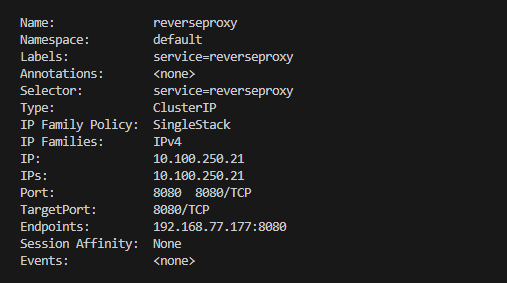 Name: reverseproxy
Namespace: default
Labels: service=reverseproxy
Annotations: <none>
Selector: service=reverseproxy
Type: ClusterIP
IP Family Policy: SingleStack
IP Families: IPv4
IP: 10.100.250.21
IPs: 10.100.250.21
Port: 8080 8080/TCP
TargetPort: 8080/TCP
Endpoints: 192.168.77.177:8080
Session Affinity: None
Events: <none>